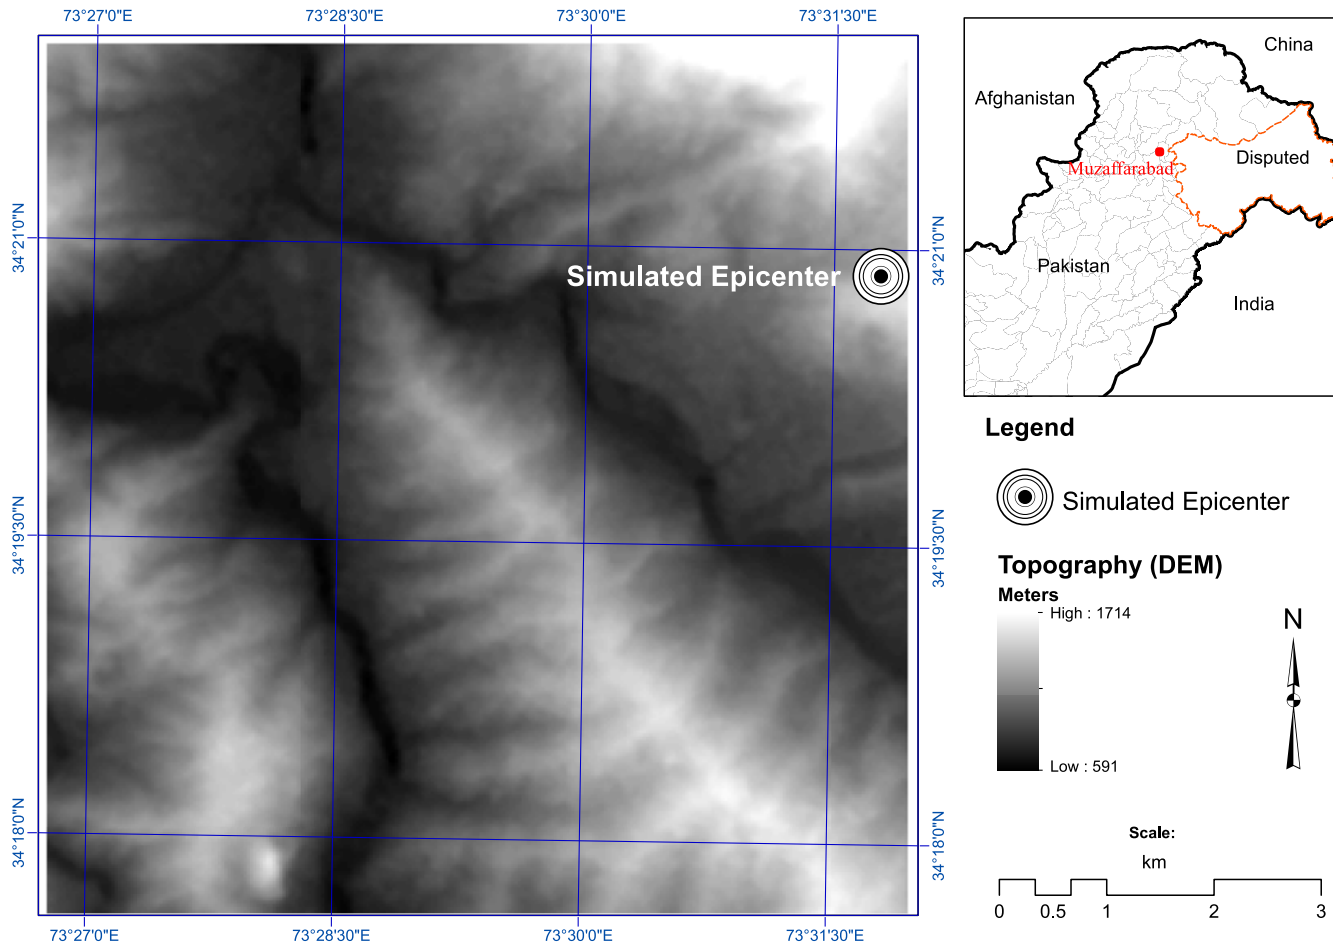 73°27'0"E
73°28'30"E
73°30'0"E
73°31'30"E
34°21'0"N
34°19'30"N
34°18'0"N
Simulated Epicenter
34°21'0"N
34°19'30"N
34°18'0"N
73°27'0"E
73°28'30"E
73°30'0"E
73°31'30"E
China
Afghanistan
Disputed
Muzaffarabad
Pakistan
India
Legend
Simulated Epicenter
Topography (DEM)
Meters
High : 1714
Low : 591
N
Scale:
km
0 0.5 1 2 3